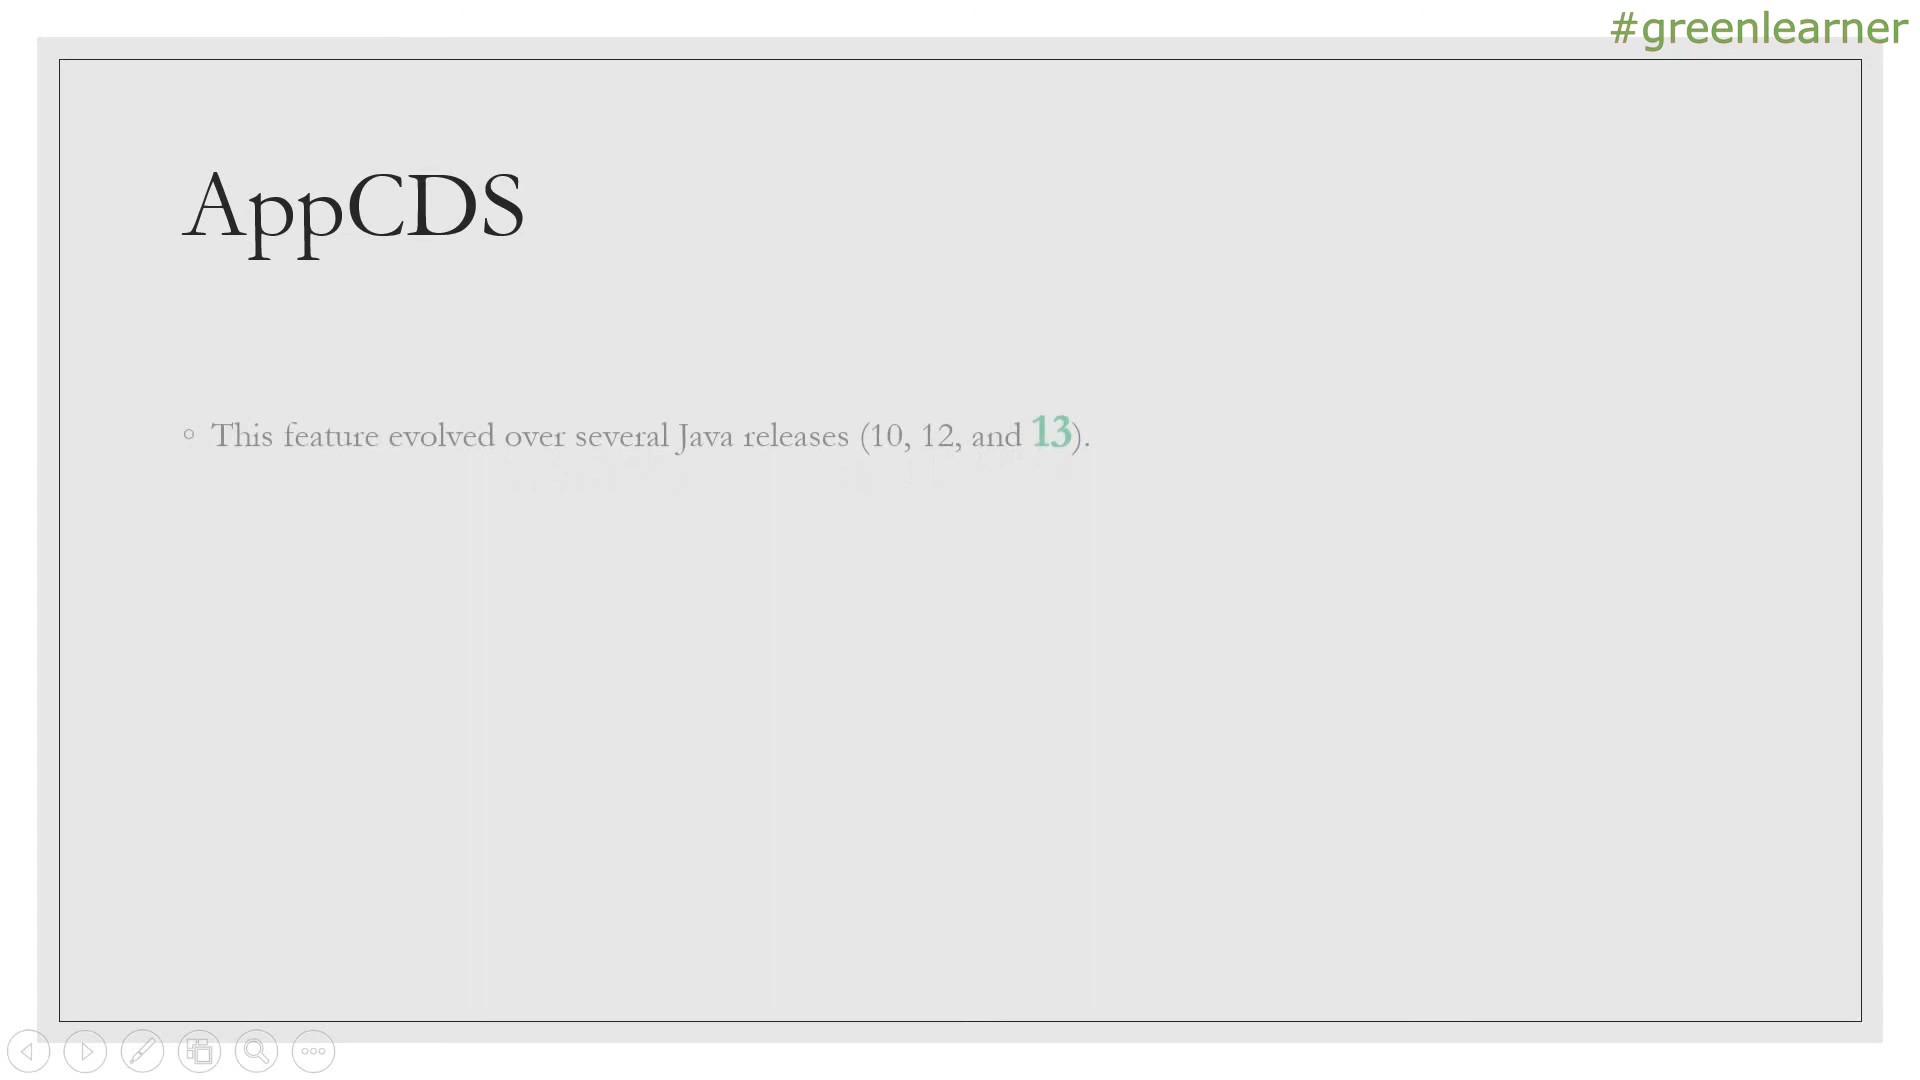 #greenlearner
AppCDS
○ This feature evolved over several Java releases (10, 12, and 13).